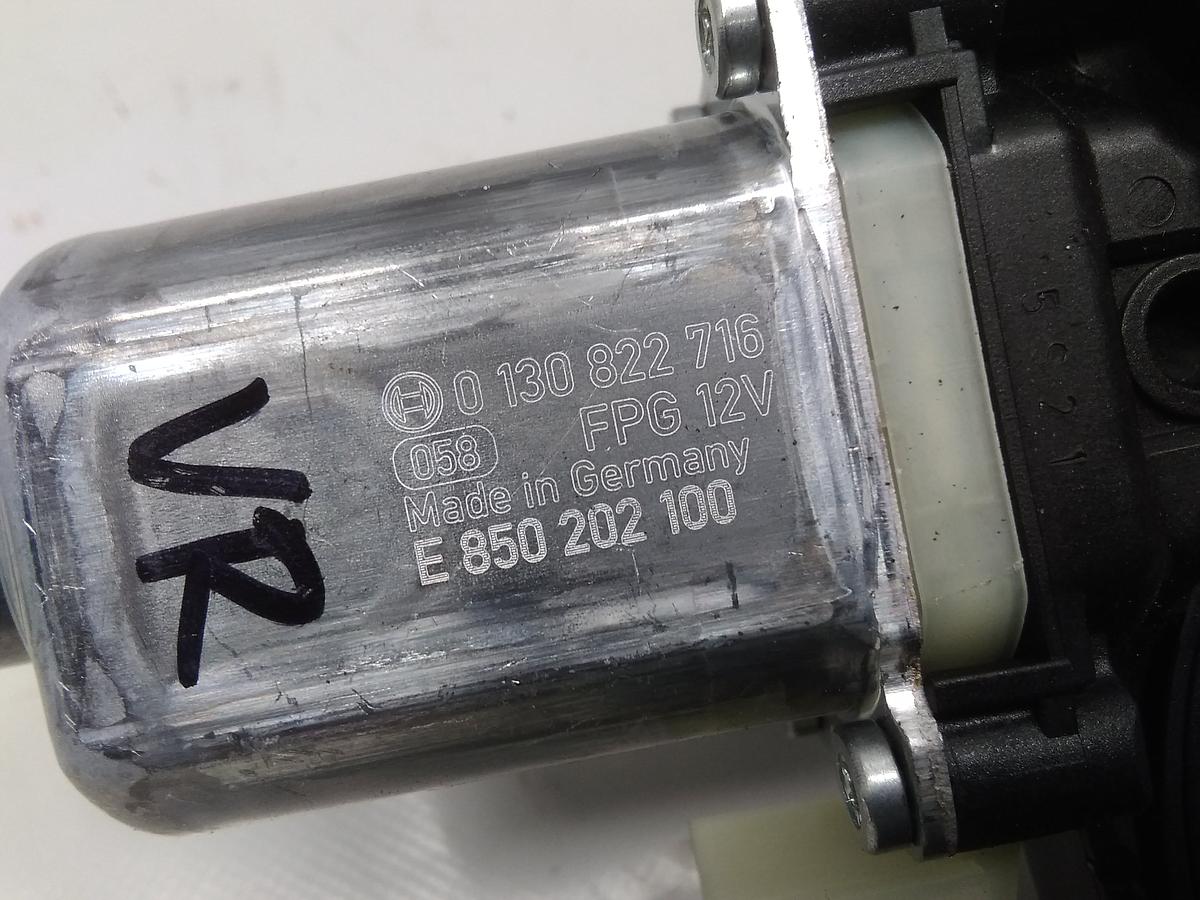 0 130 822 716
058 FPG 12V
Made in Germany
E 850 202 100
VR